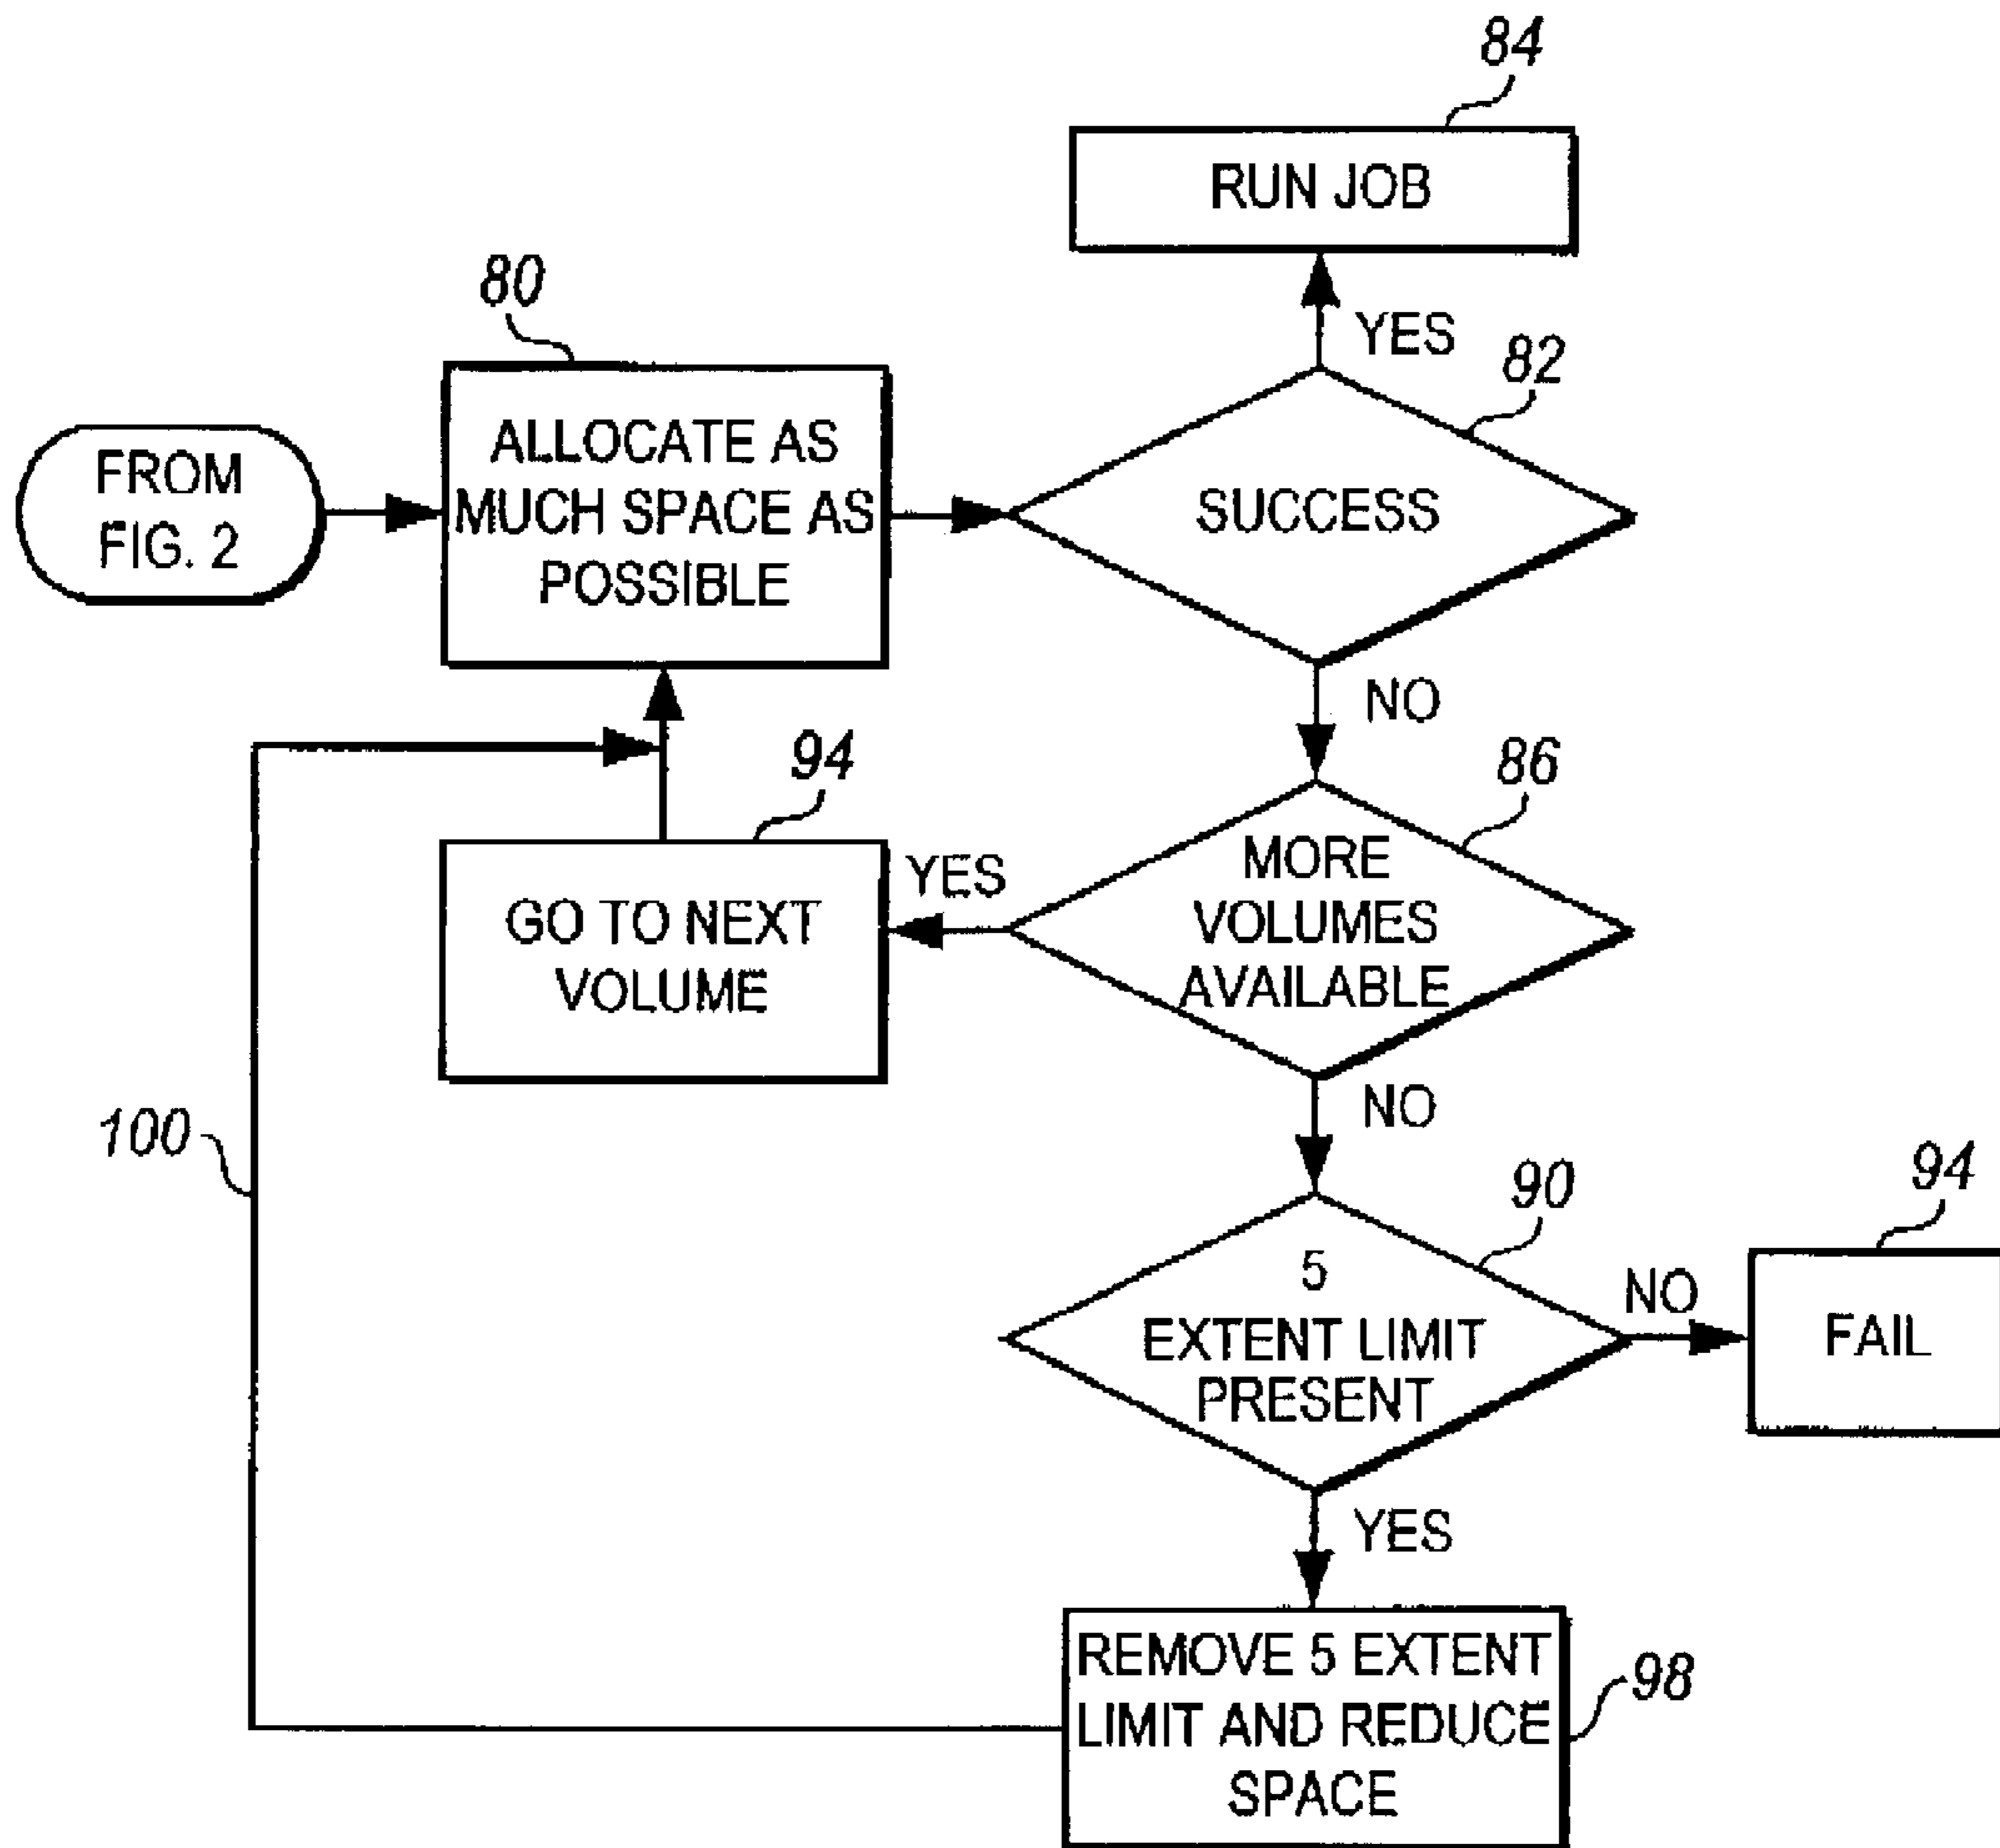 84
RUN JOB
YES
80
82
FROM
FIG. 2
ALLOCATE AS
MUCH SPACE AS
POSSIBLE
SUCCESS
NO
94
86
GO TO NEXT
VOLUME
YES
MORE
VOLUMES
AVAILABLE
NO
100
90
94
5
EXTENT LIMIT
PRESENT
NO
FAIL
YES
REMOVE 5 EXTENT
LIMIT AND REDUCE
SPACE
98